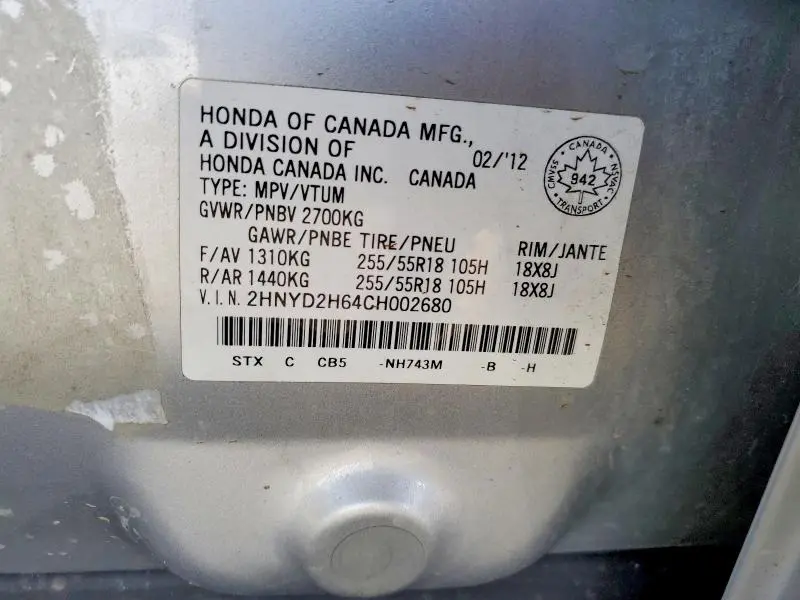 HONDA OF CANADA MFG.,
A DIVISION OF 02/'12
HONDA CANADA INC. CANADA
TYPE: MPV/VTUM
GVWR/PNBV 2700KG
GAWR/PNBE TIRE/PNEU RIM/JANTE
F/AV 1310KG 255/55R18 105H 18X8J
R/AR 1440KG 255/55R18 105H 18X8J
V.I.N. 2HNYD2H64CH002680
STX C CB5 -NH743M -B -H
CANADA
CMVSS 942 NSVAC
TRANSPORT